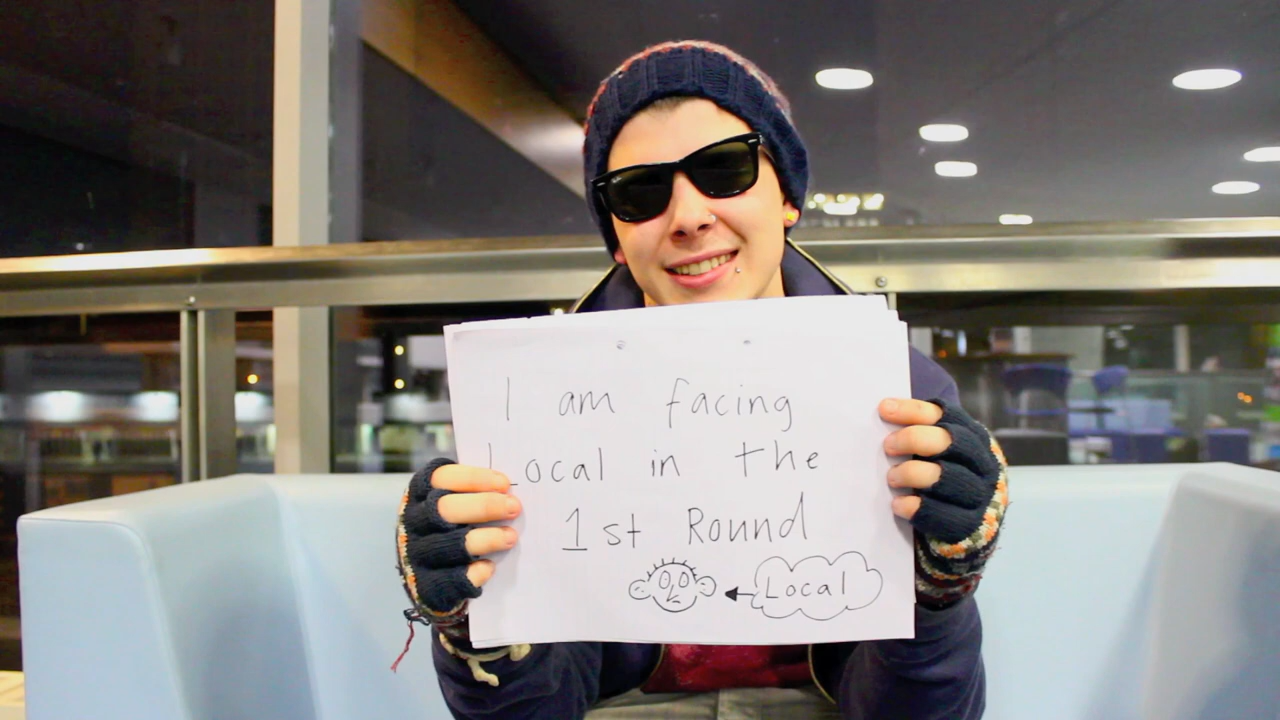 I am facing
Local in the
1st Round
Local